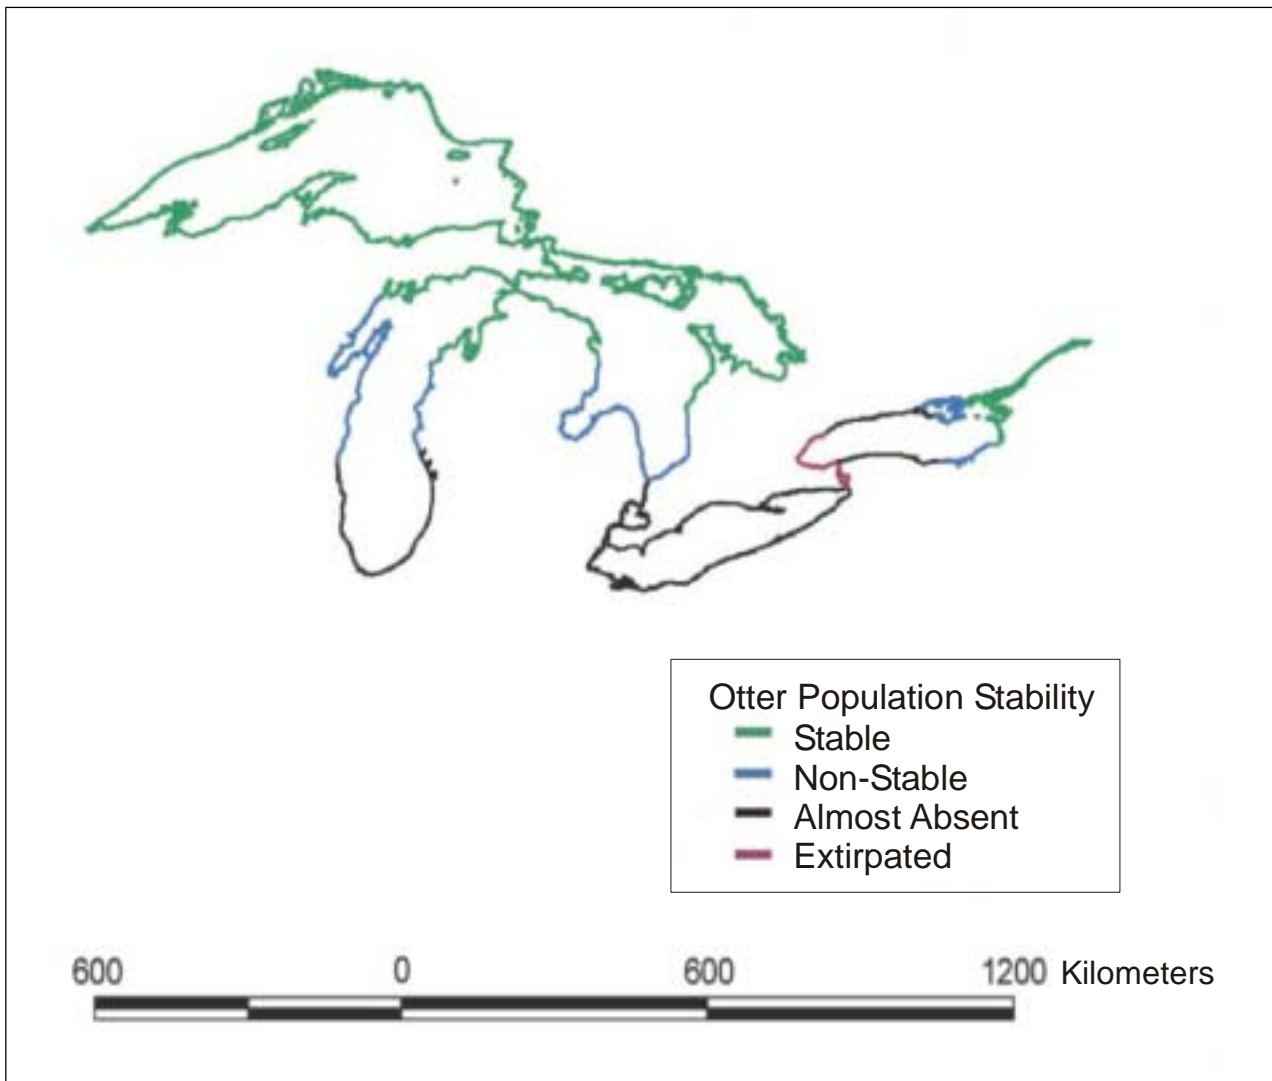 Otter Population Stability
Stable
Non-Stable
Almost Absent
Extirpated
600 0 600 1200 Kilometers